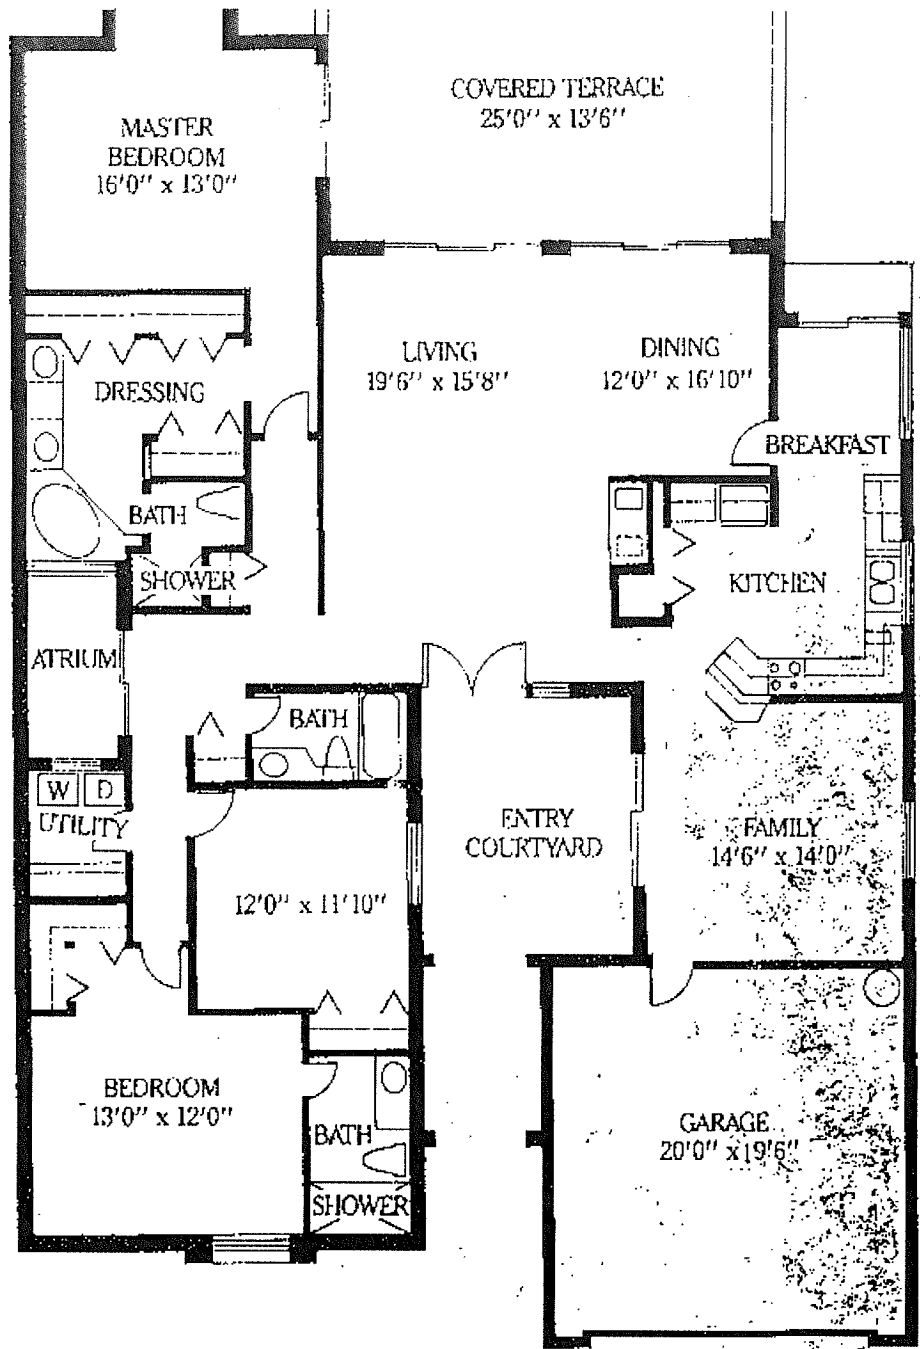 COVERED TERRACE
25'0" x 13'6"
MASTER
BEDROOM
16'0" x 13'0"
LIVING
19'6" x 15'8"
DINING
12'0" x 16'10"
DRESSING
BREAKFAST
BATH
SHOWER
KITCHEN
ATRIUM
BATH
W D
UTILITY
ENTRY
COURTYARD
FAMILY
14'6" x 14'0"
12'0" x 11'10"
BEDROOM
13'0" x 12'0"
BATH
SHOWER
GARAGE
20'0" x 19'6"